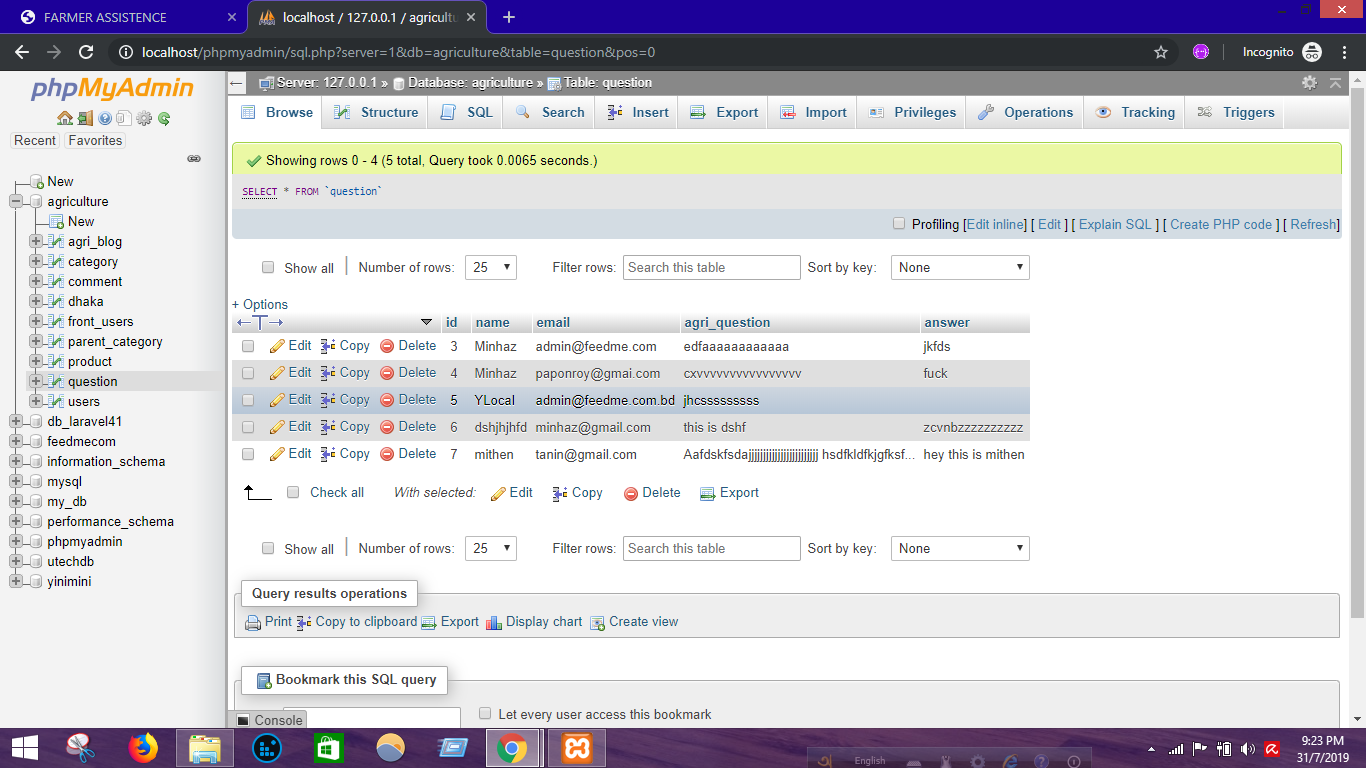 FARMER ASSISTENCE
localhost / 127.0.0.1 / agricultu
localhost/phpmyadmin/sql.php?server=1&db=agriculture&table=question&pos=0
Incognito
phpMyAdmin
Recent Favorites
New
agriculture
New
agri_blog
category
comment
dhaka
front_users
parent_category
product
question
users
db_laravel41
feedmecom
information_schema
mysql
my_db
performance_schema
phpmyadmin
utechdb
yinimini
Server: 127.0.0.1 » Database: agriculture » Table: question
Browse Structure SQL Search Insert Export Import Privileges Operations Tracking Triggers
Showing rows 0 - 4 (5 total, Query took 0.0065 seconds.)
SELECT * FROM `question`
Profiling [Edit inline] [ Edit ] [ Explain SQL ] [ Create PHP code ] [ Refresh]
Show all Number of rows: 25 Filter rows: Search this table Sort by key: None
+ Options
id name email agri_question answer
Edit Copy Delete 3 Minhaz admin@feedme.com edfaaaaaaaaaaaa jkfds
Edit Copy Delete 4 Minhaz paponroy@gmai.com cxvvvvvvvvvvvvvvvv fuck
Edit Copy Delete 5 YLocal admin@feedme.com.bd jhcsssssssss
Edit Copy Delete 6 dshjhjhfd minhaz@gmail.com this is dshf zcvnbzzzzzzzzzz
Edit Copy Delete 7 mithen tanin@gmail.com hsdfkldfkjgfksf... hey this is mithen
Check all With selected: Edit Copy Delete Export
Show all Number of rows: 25 Filter rows: Search this table Sort by key: None
Query results operations
Print Copy to clipboard Export Display chart Create view
Bookmark this SQL query
Let every user access this bookmark
Console
English
9:23 PM
31/7/2019